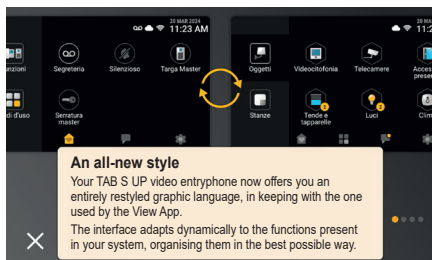 20 MAR 2024
11:23 AM
Segreteria
Silenzioso
Targa Master
Serratura
master
Oggetti
Videocitofonia
Telecamere
Stanze
Tende e
tapparelle
Luci
An all-new style
Your TAB S UP video entryphone now offers you an
entirely restyled graphic language, in keeping with the one
used by the View App.
The interface adapts dynamically to the functions present
in your system, organising them in the best possible way.